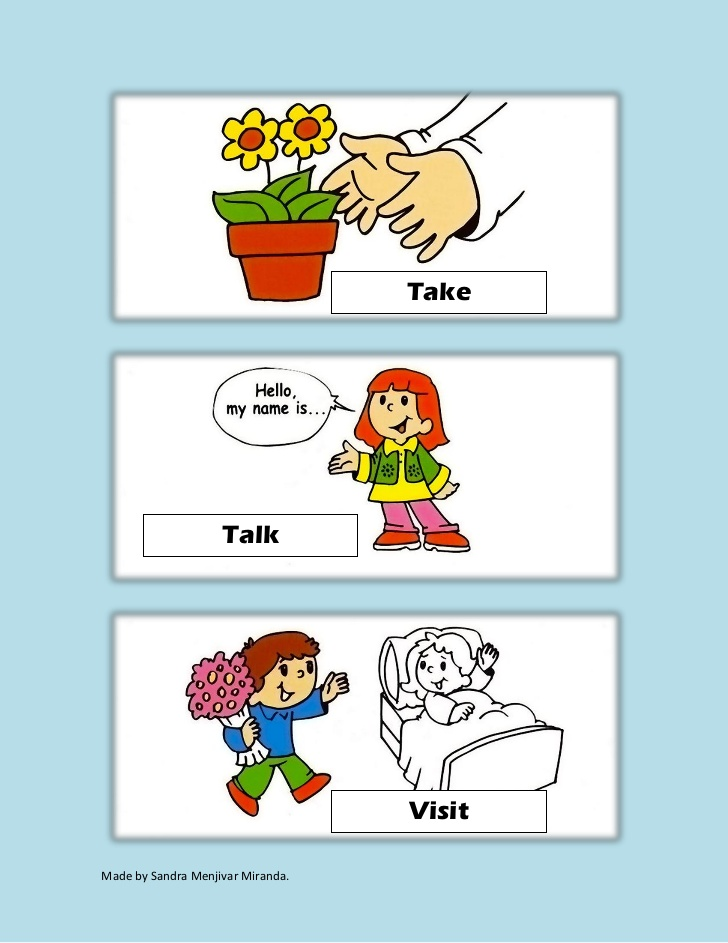 Take
Hello,
my name is...
Talk
Visit
Made by Sandra Menjivar Miranda.